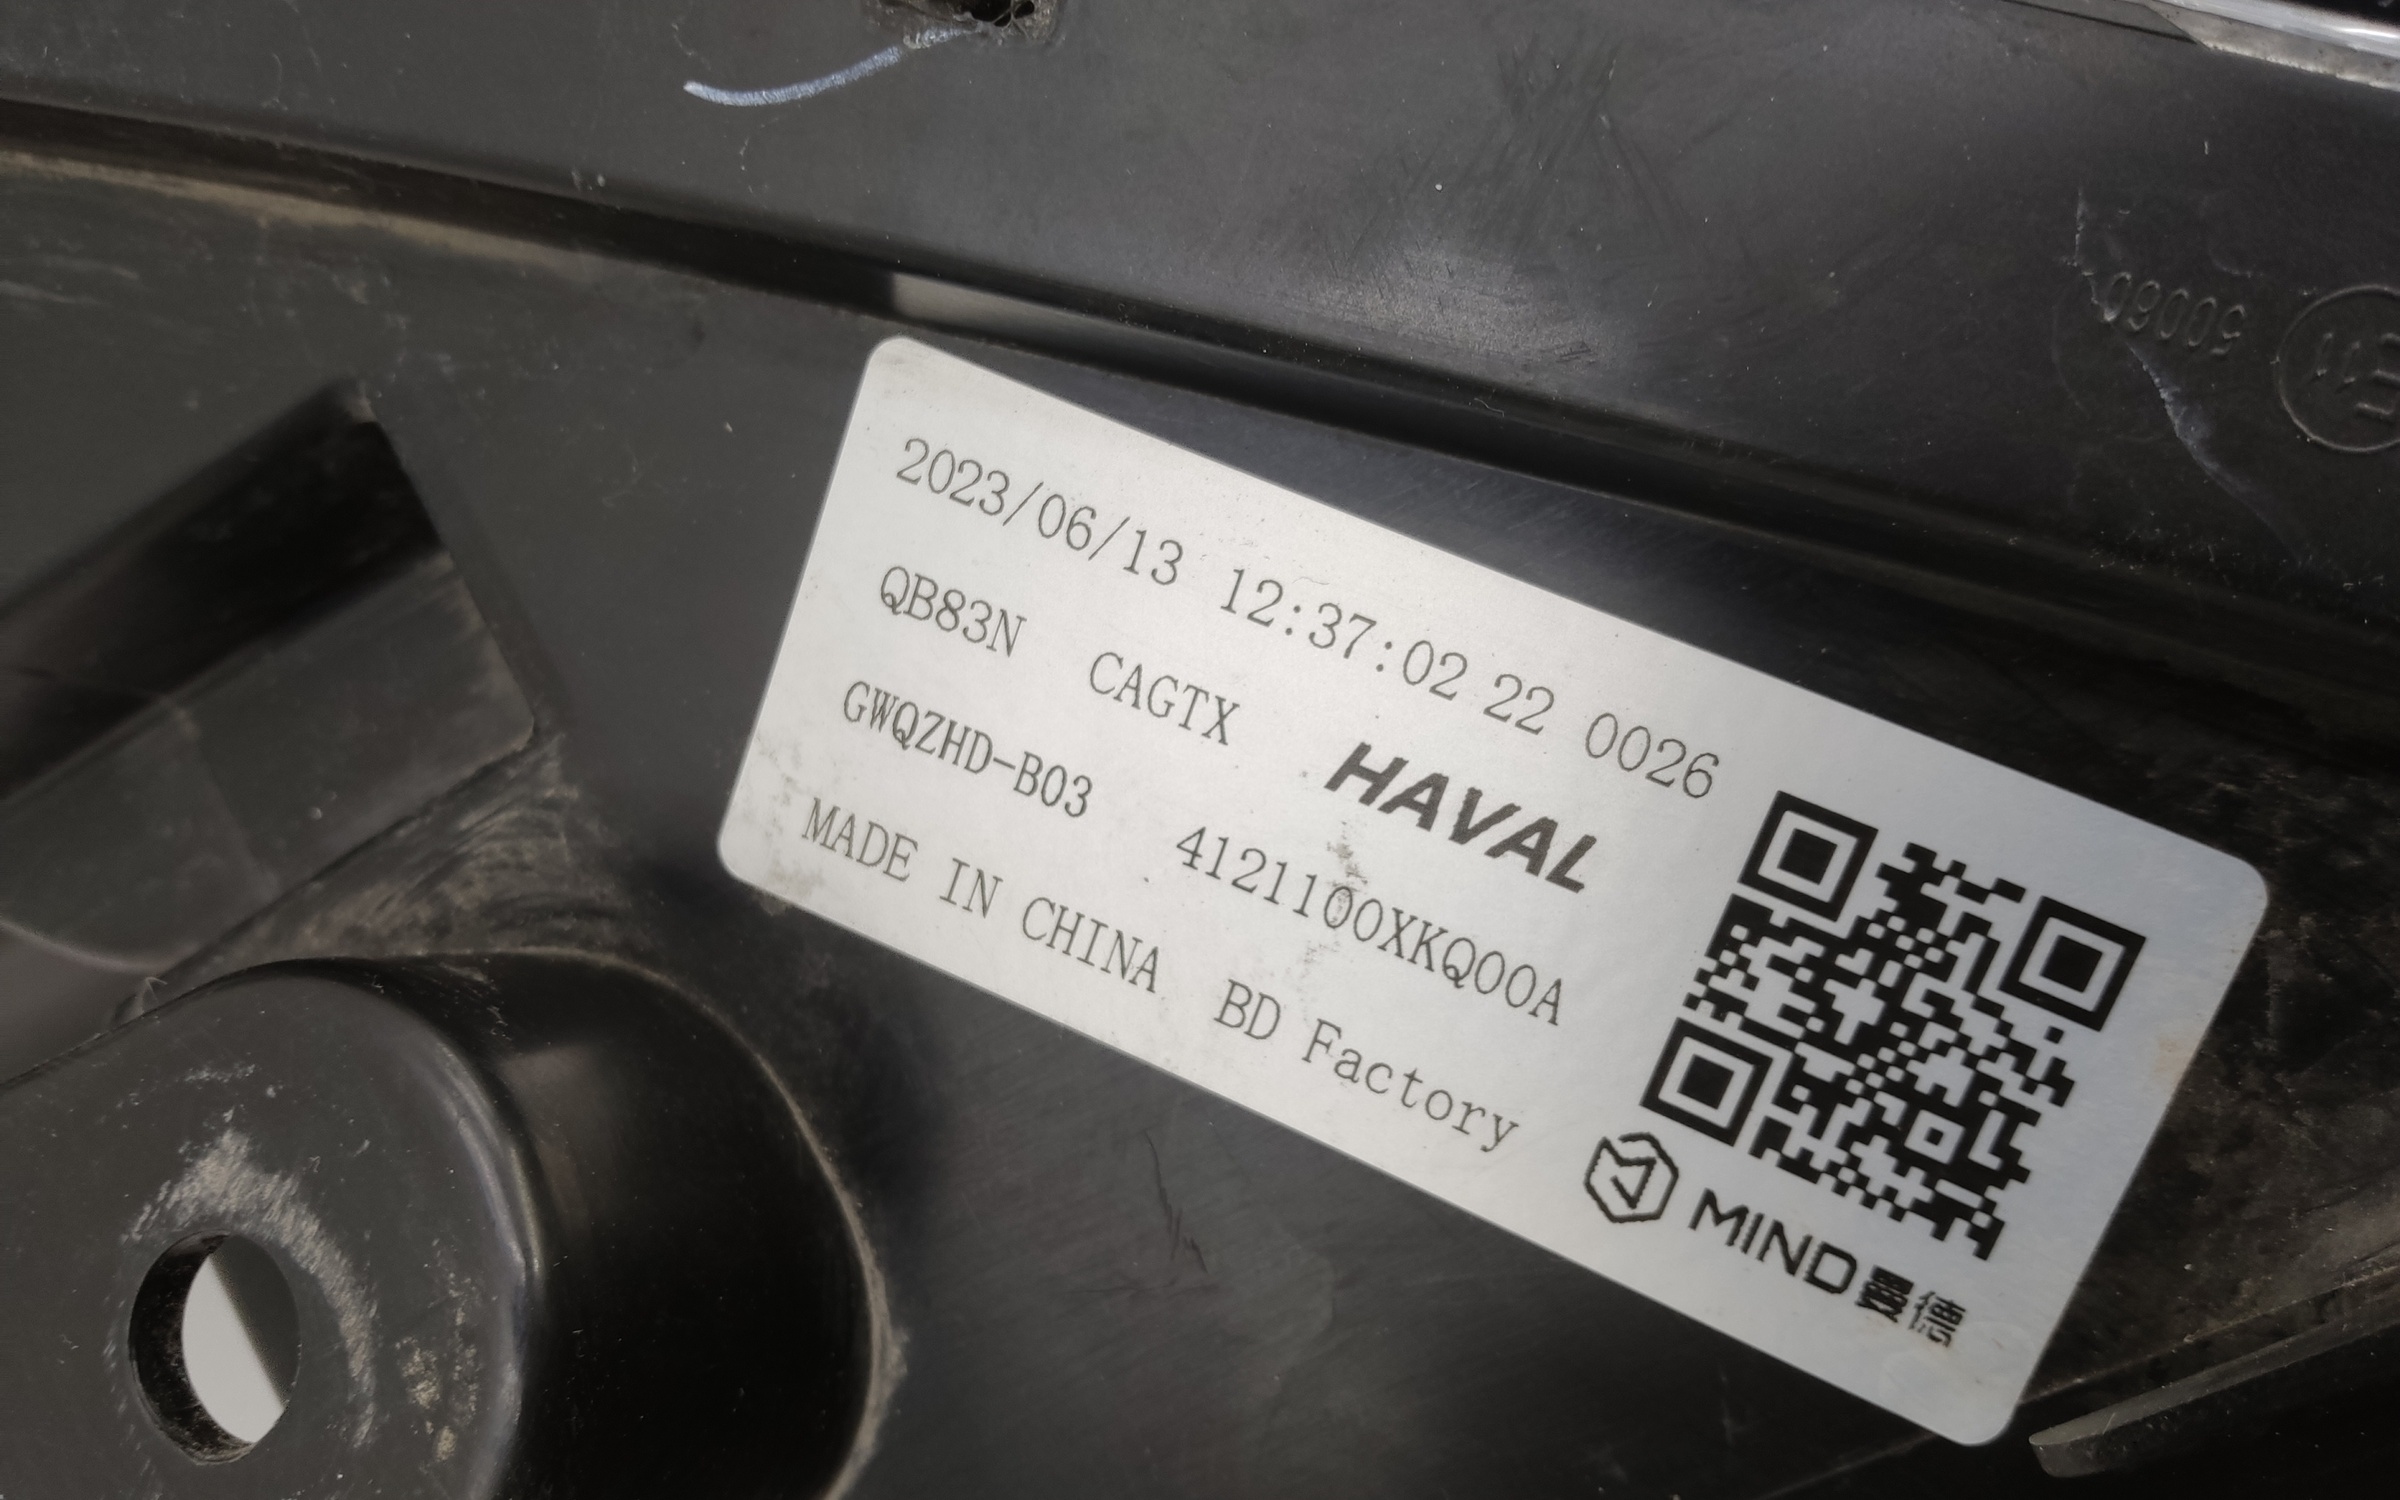 2023/06/13 12:37:02 22 0026
QB83N CAGTX HAVAL
GWQZHD-B03 4121100XKQ00A
MADE IN CHINA BD Factory
MIND曼德